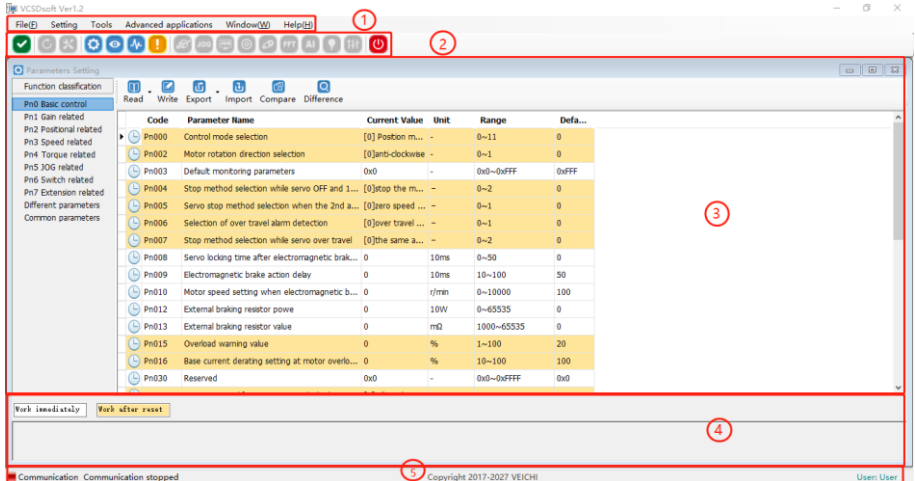 VCSDsoft Ver1.2
File(F) Setting Tools Advanced applications Window(W) Help(H) 1
JOG FFT AI 2
Parameters Setting
Function classification
Read Write Export Import Compare Difference
Pn0 Basic control
Pn1 Gain related
Pn2 Positional related
Pn3 Speed related
Pn4 Torque related
Pn5 JOG related
Pn6 Switch related
Pn7 Extension related
Different parameters
Common parameters
Code Parameter Name Current Value Unit Range Defa...
Pn000 Control mode selection [0] Postion m... - 0~11 0
Pn002 Motor rotation direction selection [0]anti-clockwise - 0~1 0
Pn003 Default monitoring parameters 0x0 - 0x0~0xFFF 0xFFF
Pn004 Stop method selection while servo OFF and 1... [0]stop the m... - 0~2 0
Pn005 Servo stop method selection when the 2nd a... [0]zero speed ... - 0~1 0
Pn006 Selection of over travel alarm detection [0]over travel ... - 0~1 0
Pn007 Stop method selection while servo over travel [0]the same a... - 0~2 0
Pn008 Servo locking time after electromagnetic brak... 0 10ms 0~50 0
Pn009 Electromagnetic brake action delay 0 10ms 10~100 50
Pn010 Motor speed setting when electromagnetic b... 0 r/min 0~10000 100
Pn012 External braking resistor powe 0 10W 0~65535 0
Pn013 External braking resistor value 0 mΩ 1000~65535 0
Pn015 Overload warning value 0 % 1~100 20
Pn016 Base current derating setting at motor overlo... 0 % 10~100 100
Pn030 Reserved 0x0 - 0x0~0xFFFF 0x0
3
Work immediately Work after reset
4
Communication Communication stopped 5 Copyright 2017-2027 VEICHI User: User